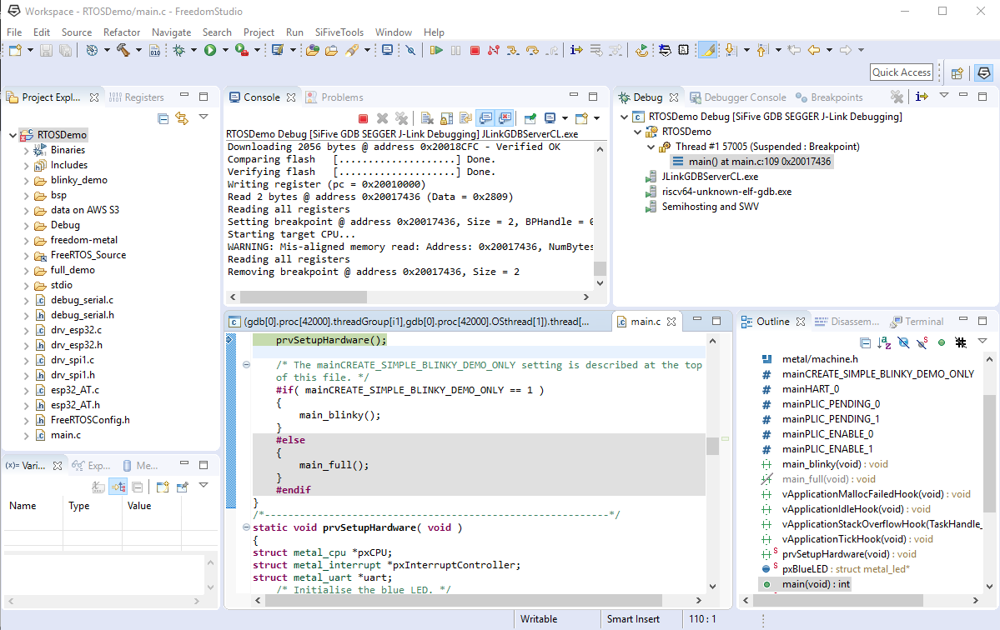 Workspace - RTOSDemo/main.c - FreedomStudio
File Edit Source Refactor Navigate Search Project Run SiFiveTools Window Help
Quick Access
Project Expl...
Registers
RTOSDemo
Binaries
Includes
blinky_demo
bsp
data on AWS S3
Debug
freedom-metal
FreeRTOS_Source
full_demo
stdio
debug_serial.c
debug_serial.h
drv_esp32.c
drv_esp32.h
drv_spi1.c
drv_spi1.h
esp32_AT.c
esp32_AT.h
FreeRTOSConfig.h
main.c
(x)= Vari...
Exp...
Me...
Name Type Value
Console
Problems
RTOSDemo Debug [SiFive GDB SEGGER J-Link Debugging] JLinkGDBServerCL.exe
Downloading 2056 bytes @ address 0x20018CFC - Verified OK
Comparing flash [....................] Done.
Verifying flash [....................] Done.
Writing register (pc = 0x20010000)
Read 2 bytes @ address 0x20017436 (Data = 0x2809)
Reading all registers
Setting breakpoint @ address 0x20017436, Size = 2, BPHandle = 0
Starting target CPU...
WARNING: Mis-aligned memory read: Address: 0x20017436, NumBytes
Reading all registers
Removing breakpoint @ address 0x20017436, Size = 2
Debug
Debugger Console
Breakpoints
RTOSDemo Debug [SiFive GDB SEGGER J-Link Debugging]
RTOSDemo
Thread #1 57005 (Suspended : Breakpoint)
main() at main.c:109 0x20017436
JLinkGDBServerCL.exe
riscv64-unknown-elf-gdb.exe
Semihosting and SWV
(gdb[0].proc[42000].threadGroup[i1],gdb[0].proc[42000].OSthread[1]).thread[...
main.c
prvSetupHardware();
/* The mainCREATE_SIMPLE_BLINKY_DEMO_ONLY setting is described at the top
of this file. */
#if( mainCREATE_SIMPLE_BLINKY_DEMO_ONLY == 1 )
{
main_blinky();
}
#else
{
main_full();
}
#endif
}
/*-----------------------------------------------------------*/
static void prvSetupHardware( void )
{
struct metal_cpu *pxCPU;
struct metal_interrupt *pxInterruptController;
struct metal_uart *uart;
/* Initialise the blue LED. */
Outline
Disassem...
Terminal
metal/machine.h
mainCREATE_SIMPLE_BLINKY_DEMO_ONLY
mainHART_0
mainPLIC_PENDING_0
mainPLIC_PENDING_1
mainPLIC_ENABLE_0
mainPLIC_ENABLE_1
main_blinky(void) : void
main_full(void) : void
vApplicationMallocFailedHook(void) : void
vApplicationIdleHook(void) : void
vApplicationStackOverflowHook(TaskHandle_
vApplicationTickHook(void) : void
prvSetupHardware(void) : void
pxBlueLED : struct metal_led*
main(void) : int
Writable
Smart Insert
110 : 1